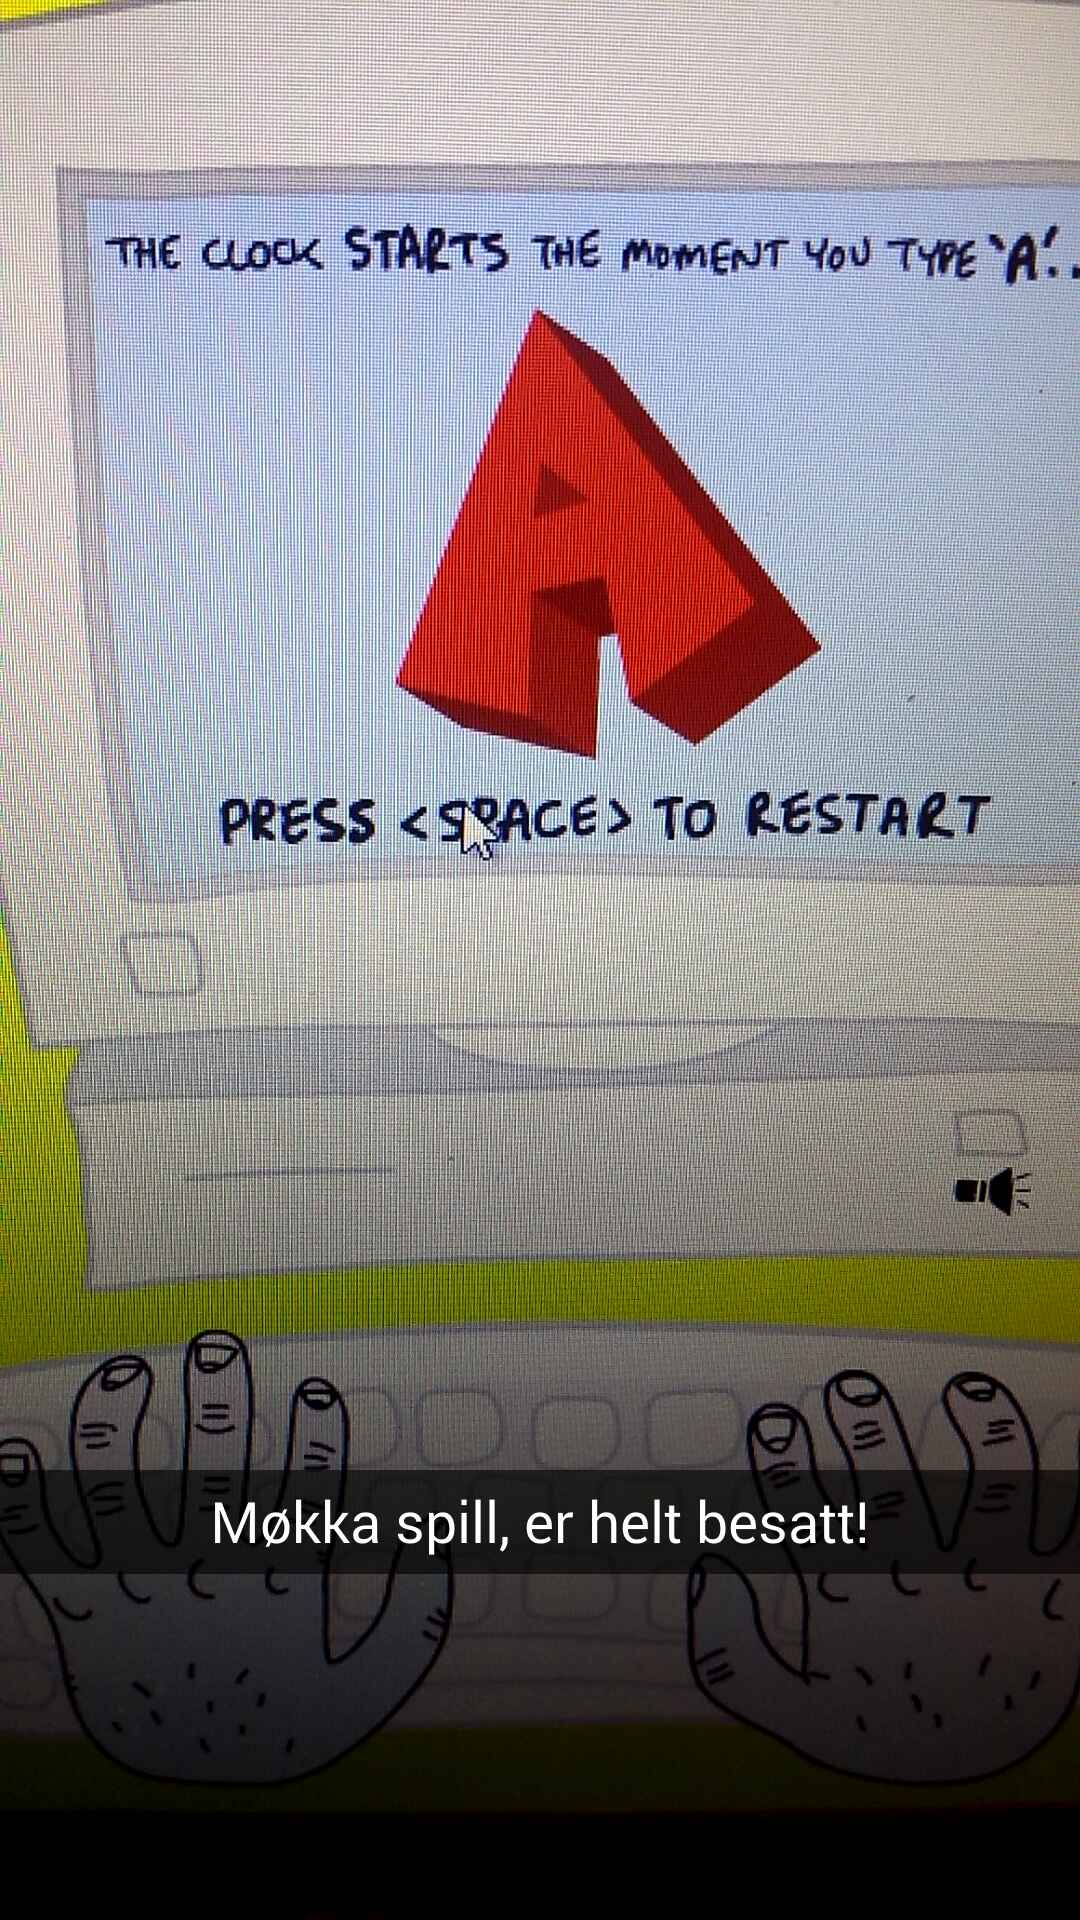 THE CLOCK STARTS THE MOMENT YOU TYPE 'A'..
A
PRESS <SPACE> TO RESTART
Møkka spill, er helt besatt!